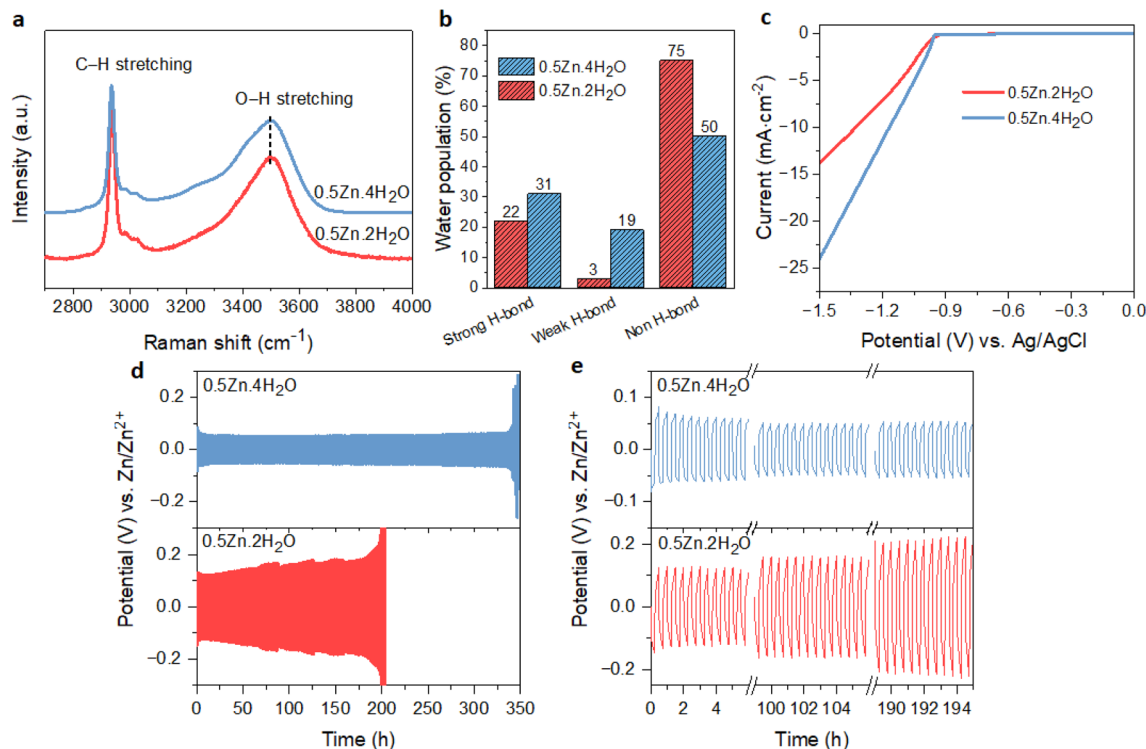 a
C–H stretching
O–H stretching
0.5Zn.4H₂O
0.5Zn.2H₂O
Intensity (a.u.)
2800 3000 3200 3400 3600 3800 4000
Raman shift (cm⁻¹)
b
80
70
60
50
40
30
20
10
0
Water population (%)
0.5Zn.4H₂O
0.5Zn.2H₂O
22
31
3
19
75
50
Strong H-bond
Weak H-bond
Non H-bond
c
0
−5
−10
−15
−20
−25
Current (mA·cm⁻²)
0.5Zn.2H₂O
0.5Zn.4H₂O
−1.5 −1.2 −0.9 −0.6 −0.3 0.0
Potential (V) vs. Ag/AgCl
d
0.5Zn.4H₂O
0.2
0.0
−0.2
0.5Zn.2H₂O
0.2
0.0
−0.2
Potential (V) vs. Zn/Zn²⁺
0 50 100 150 200 250 300 350
Time (h)
e
0.5Zn.4H₂O
0.1
0.0
−0.1
0.5Zn.2H₂O
0.2
0.0
−0.2
Potential (V) vs. Zn/Zn²⁺
0 2 4 100 102 104 190 192 194
Time (h)